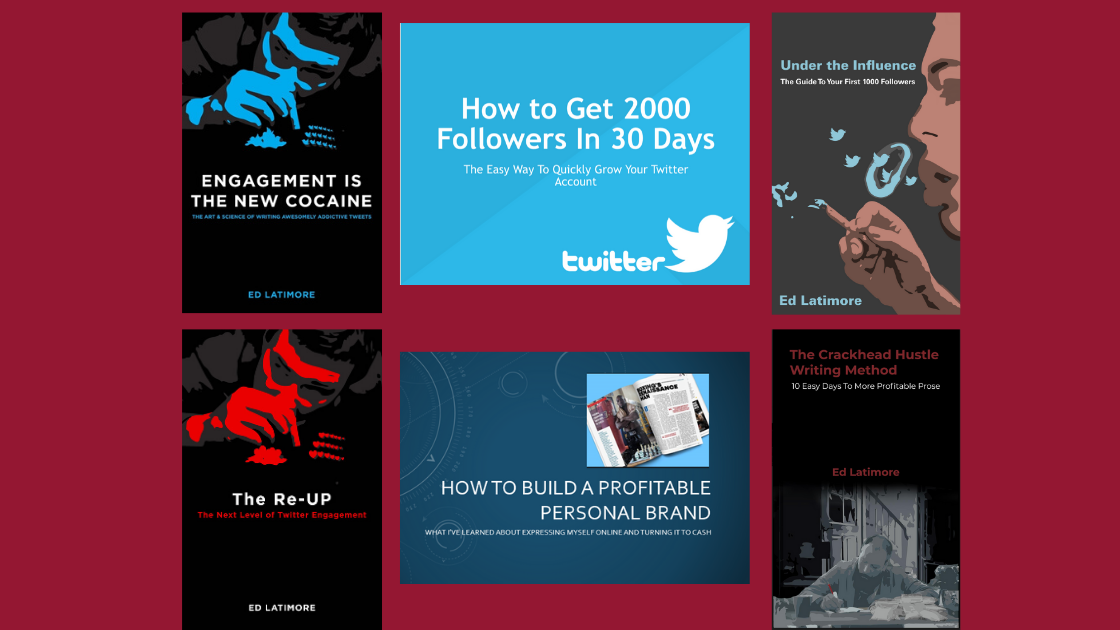 ENGAGEMENT IS
THE NEW COCAINE
THE ART & SCIENCE OF WRITING AWESOMELY ADDICTIVE TWEETS
ED LATIMORE
How to Get 2000
Followers In 30 Days
The Easy Way To Quickly Grow Your Twitter
Account
twitter
Under the Influence
The Guide To Your First 1000 Followers
Ed Latimore
The Re-UP
The Next Level of Twitter Engagement
ED LATIMORE
HOW TO BUILD A PROFITABLE
PERSONAL BRAND
WHAT I'VE LEARNED ABOUT EXPRESSING MYSELF ONLINE AND TURNING IT TO CASH
The Crackhead Hustle
Writing Method
10 Easy Days To More Profitable Prose
Ed Latimore